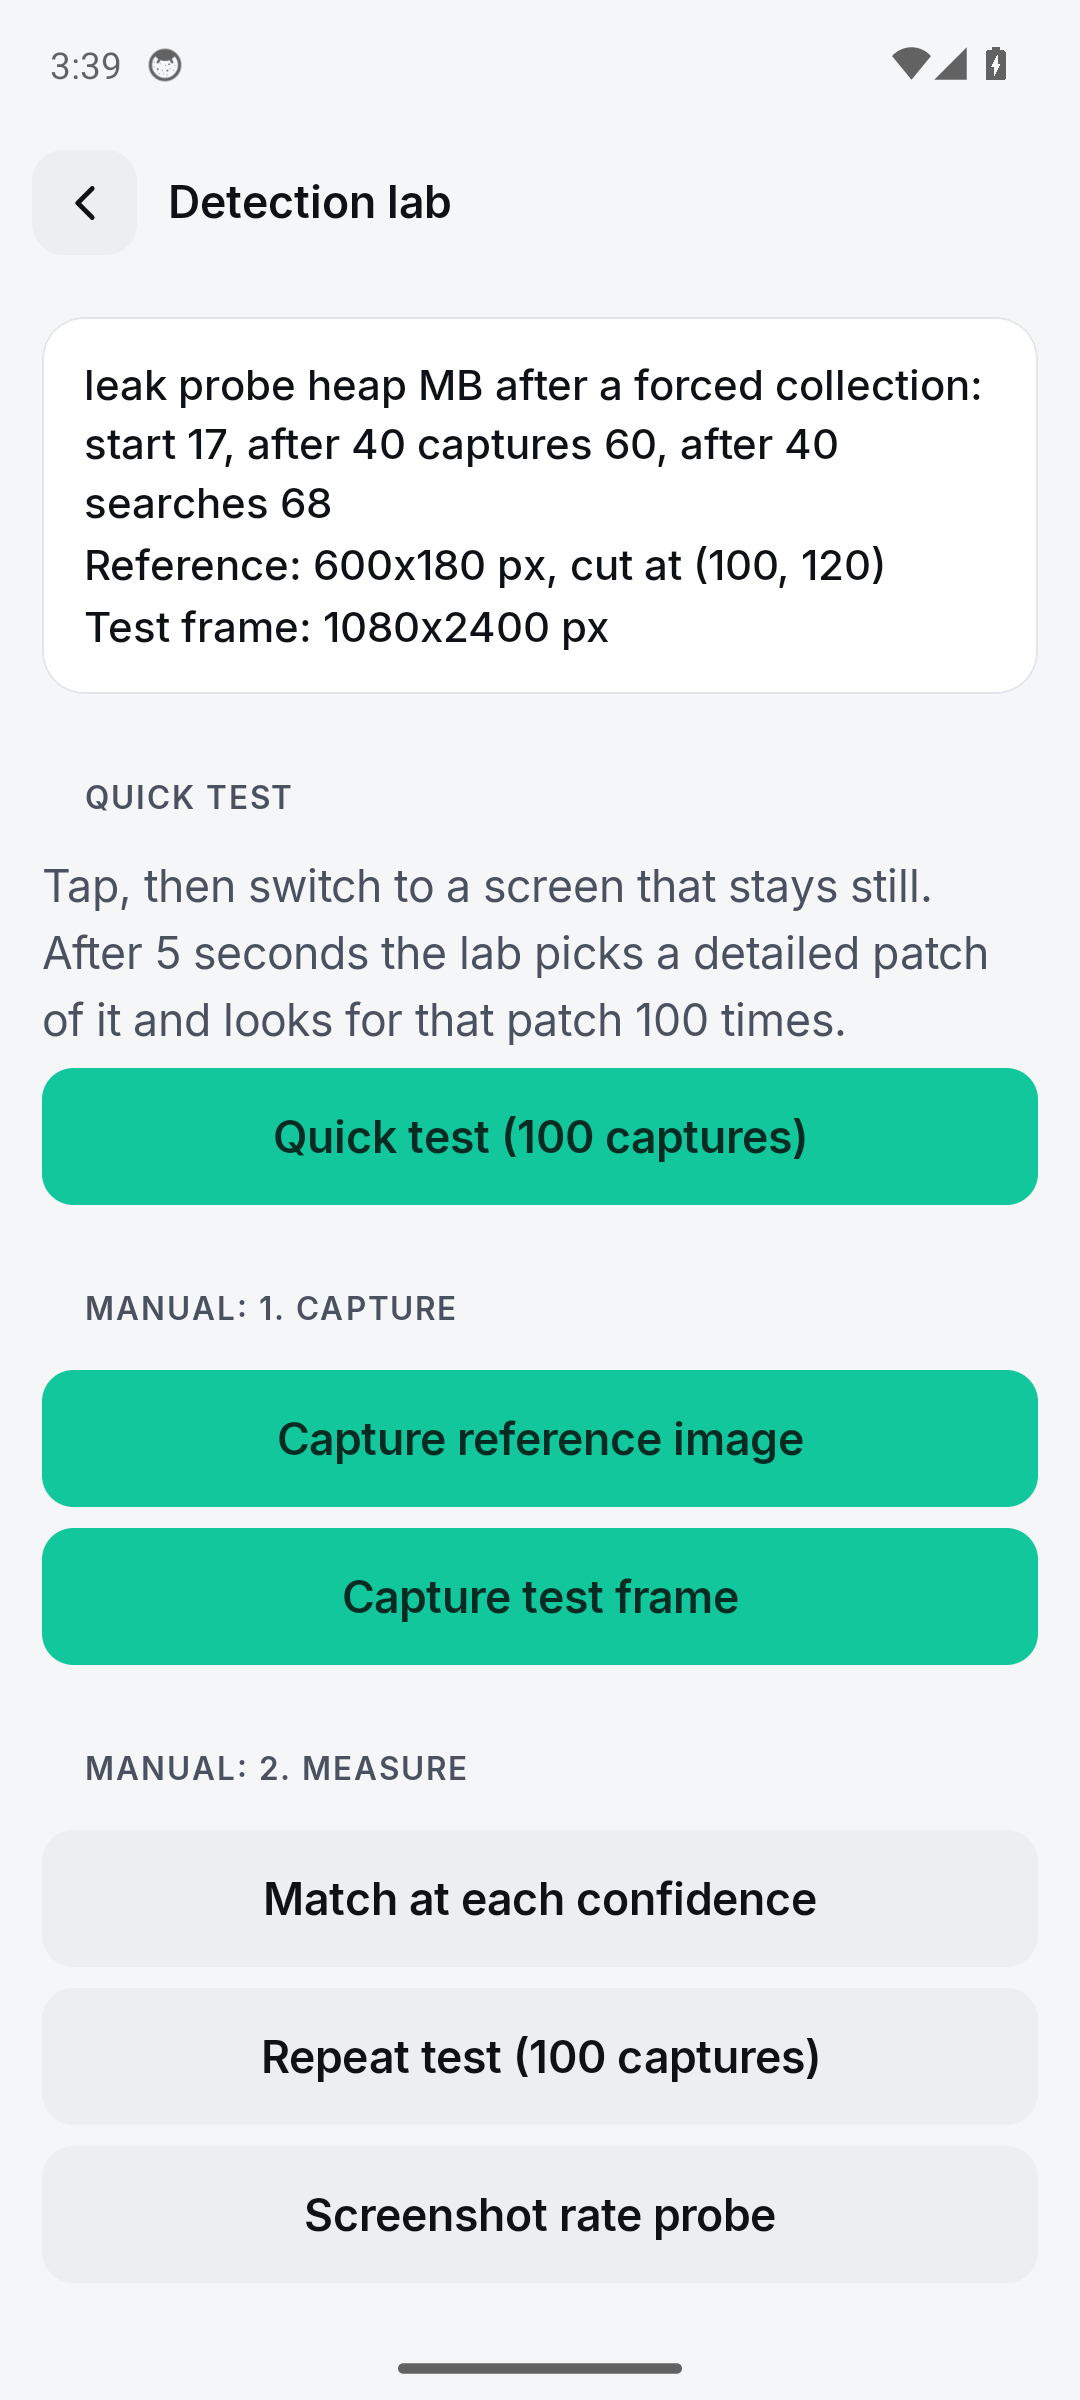 3:39
Detection lab
leak probe heap MB after a forced collection:
start 17, after 40 captures 60, after 40
searches 68
Reference: 600x180 px, cut at (100, 120)
Test frame: 1080x2400 px
QUICK TEST
Tap, then switch to a screen that stays still.
After 5 seconds the lab picks a detailed patch
of it and looks for that patch 100 times.
Quick test (100 captures)
MANUAL: 1. CAPTURE
Capture reference image
Capture test frame
MANUAL: 2. MEASURE
Match at each confidence
Repeat test (100 captures)
Screenshot rate probe